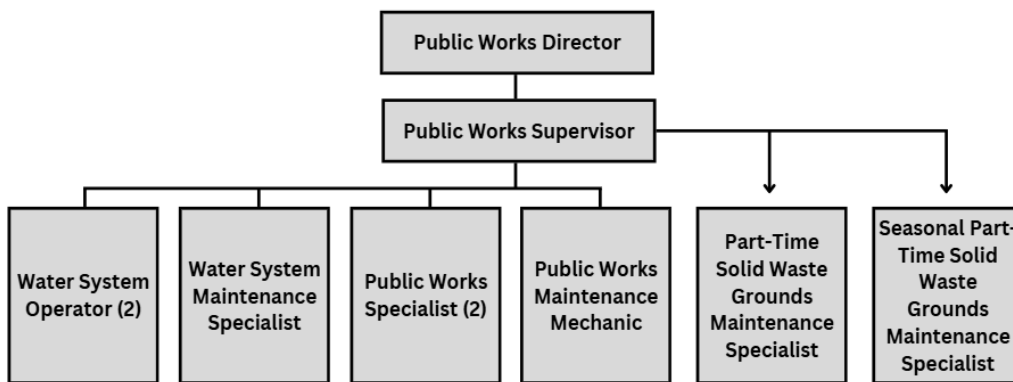 Public Works Director
Public Works Supervisor
Water System
Operator (2)
Water System
Maintenance
Specialist
Public Works
Specialist (2)
Public Works
Maintenance
Mechanic
Part-Time
Solid Waste
Grounds
Maintenance
Specialist
Seasonal Part-
Time Solid
Waste
Grounds
Maintenance
Specialist